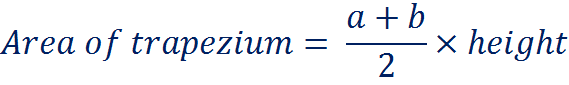 Area of trapezium = (a + b)/2 × height